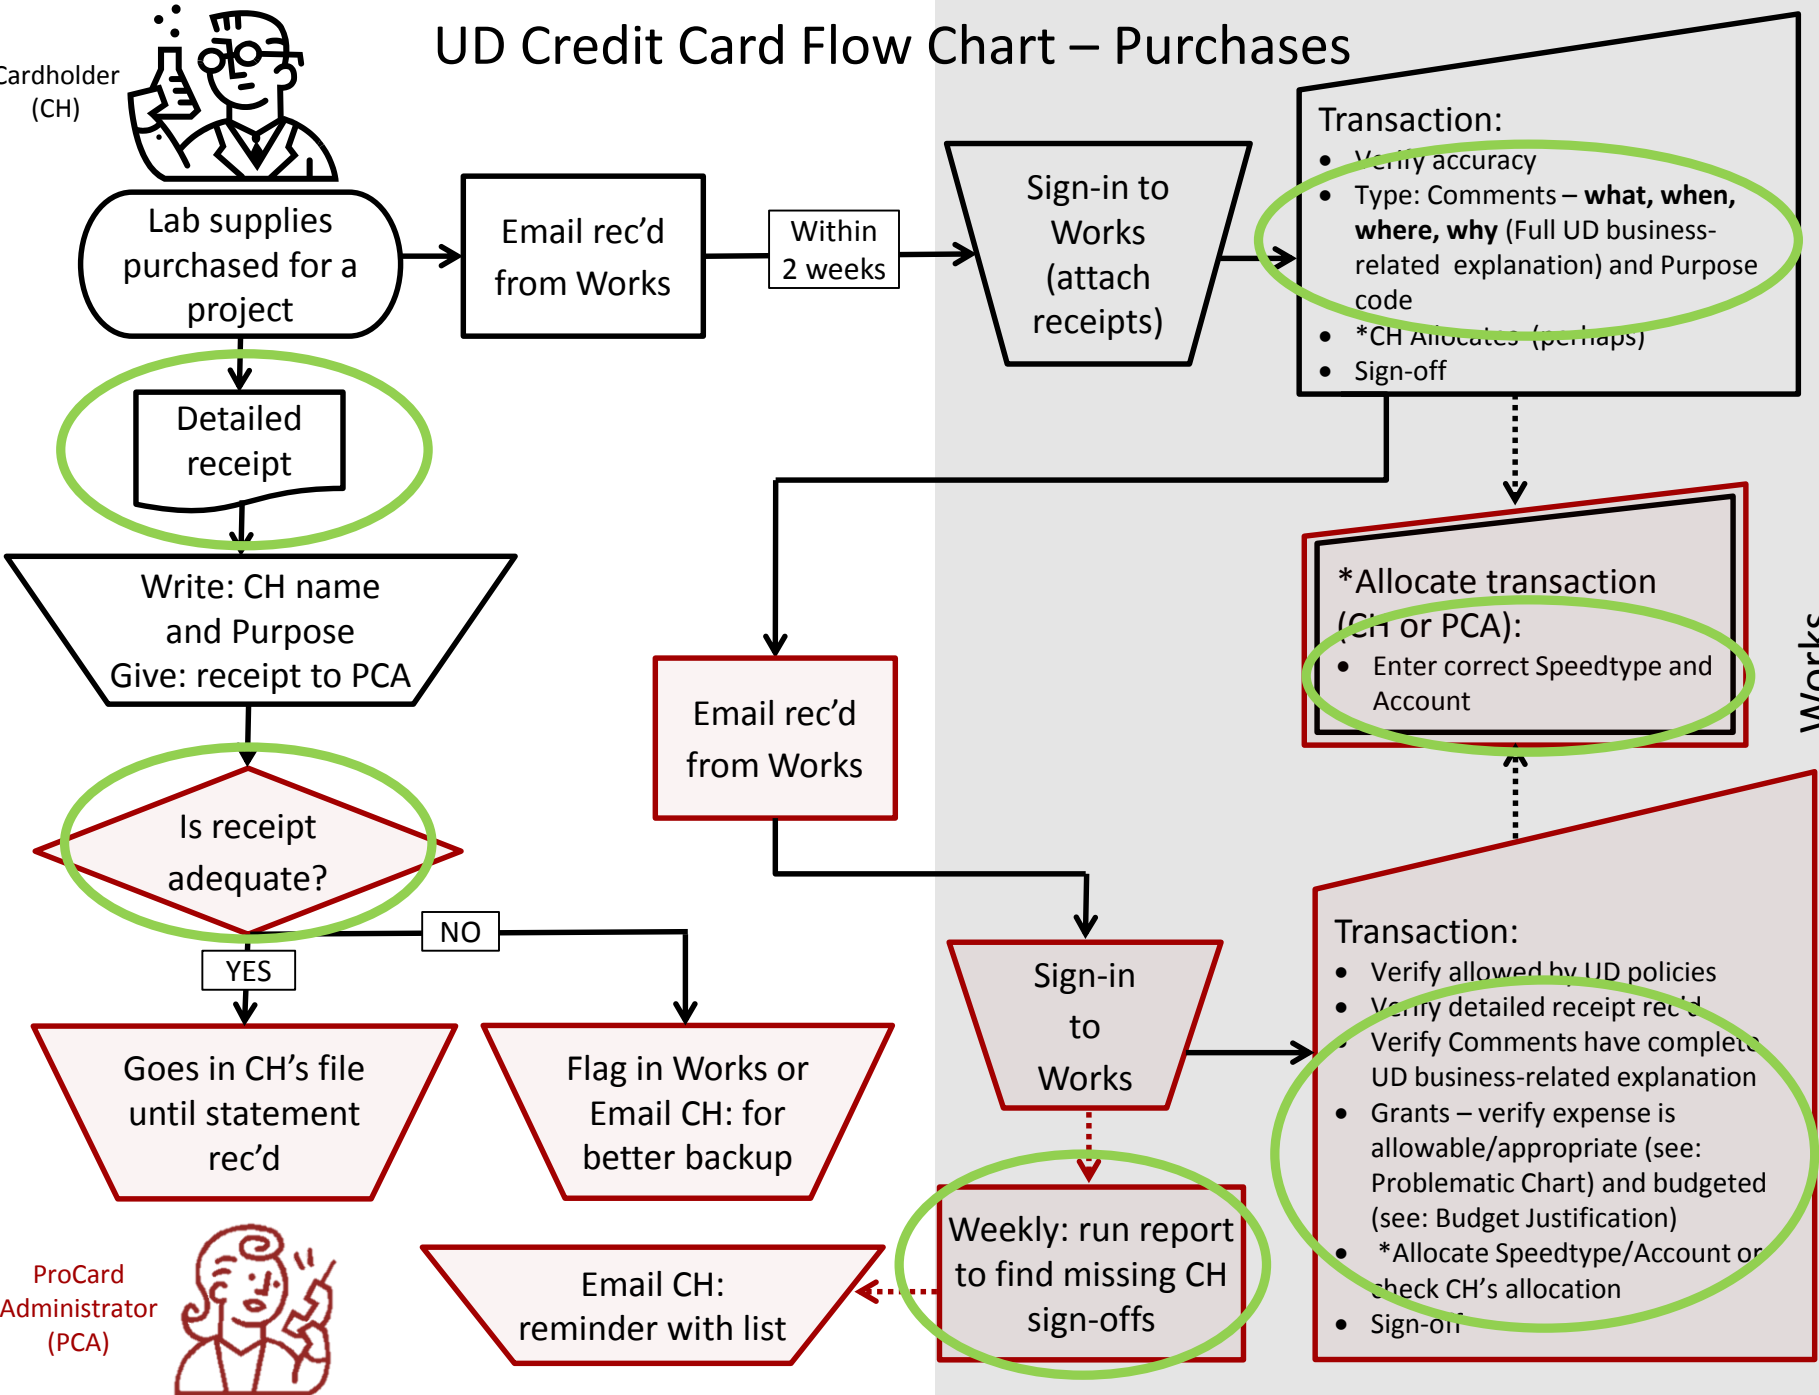 UD Credit Card Flow Chart – Purchases
Cardholder
(CH)
Lab supplies
purchased for a
project
Email rec'd
from Works
Within
2 weeks
Sign-in to
Works
(attach
receipts)
Transaction:
• Verify accuracy
• Type: Comments – what, when,
where, why (Full UD business-
related explanation) and Purpose
code
• *CH Allocates (perhaps)
• Sign-off
Detailed
receipt
Write: CH name
and Purpose
Give: receipt to PCA
Is receipt
adequate?
NO
YES
Goes in CH's file
until statement
rec'd
Flag in Works or
Email CH: for
better backup
Email rec'd
from Works
*Allocate transaction
(CH or PCA):
• Enter correct Speedtype and
Account
Works
Sign-in
to
Works
Transaction:
• Verify allowed by UD policies
• Verify detailed receipt rec'd
• Verify Comments have complete
UD business-related explanation
• Grants – verify expense is
allowable/appropriate (see:
Problematic Chart) and budgeted
(see: Budget Justification)
• *Allocate Speedtype/Account or
check CH's allocation
• Sign-off
Weekly: run report
to find missing CH
sign-offs
Email CH:
reminder with list
ProCard
Administrator
(PCA)